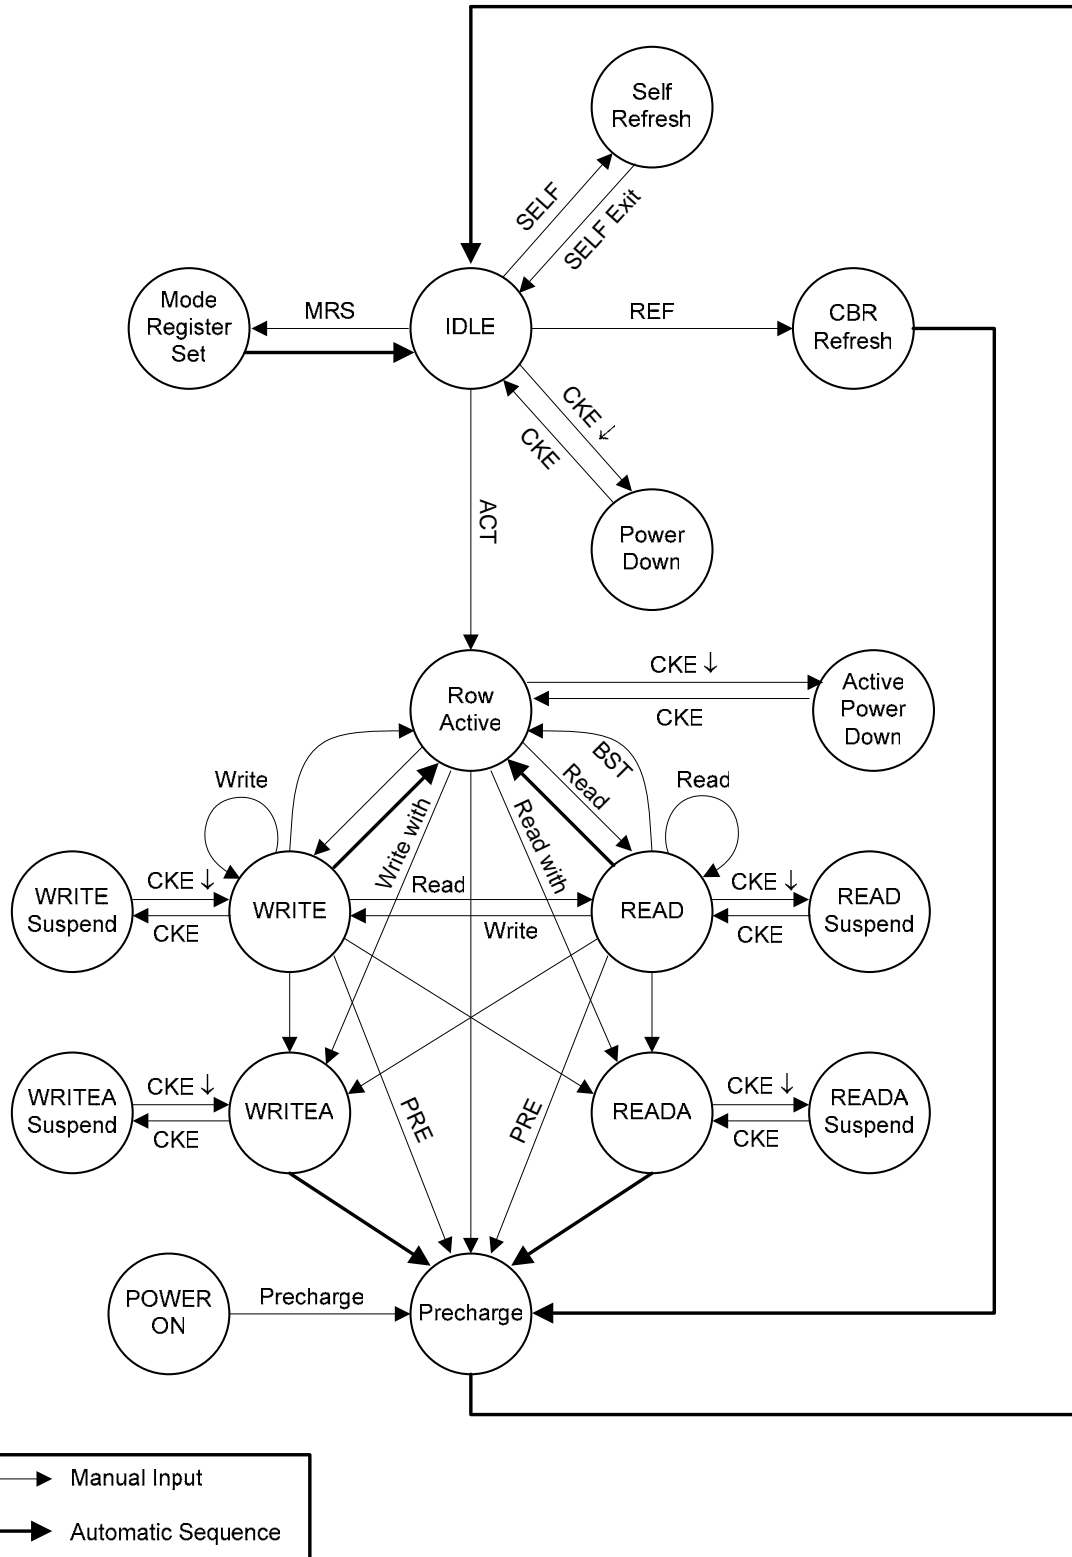 Self
Refresh
SELF
SELF Exit
Mode
Register
Set
MRS
IDLE
REF
CBR
Refresh
CKE ↓
CKE
Power
Down
ACT
Row
Active
CKE ↓
CKE
Active
Power
Down
BST
Read
Write
Read
Write with
Read with
WRITE
Suspend
CKE ↓
CKE
WRITE
Read
Write
READ
CKE ↓
CKE
READ
Suspend
WRITEA
Suspend
CKE ↓
CKE
WRITEA
PRE
PRE
READA
CKE ↓
CKE
READA
Suspend
POWER
ON
Precharge
Precharge
Manual Input
Automatic Sequence